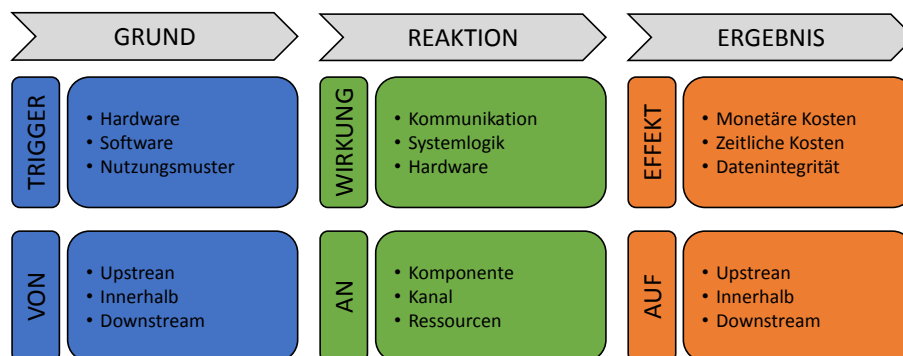 GRUND
REAKTION
ERGEBNIS
TRIGGER
• Hardware
• Software
• Nutzungsmuster
WIRKUNG
• Kommunikation
• Systemlogik
• Hardware
EFFEKT
• Monetäre Kosten
• Zeitliche Kosten
• Datenintegrität
VON
• Upstrean
• Innerhalb
• Downstream
AN
• Komponente
• Kanal
• Ressourcen
AUF
• Upstrean
• Innerhalb
• Downstream